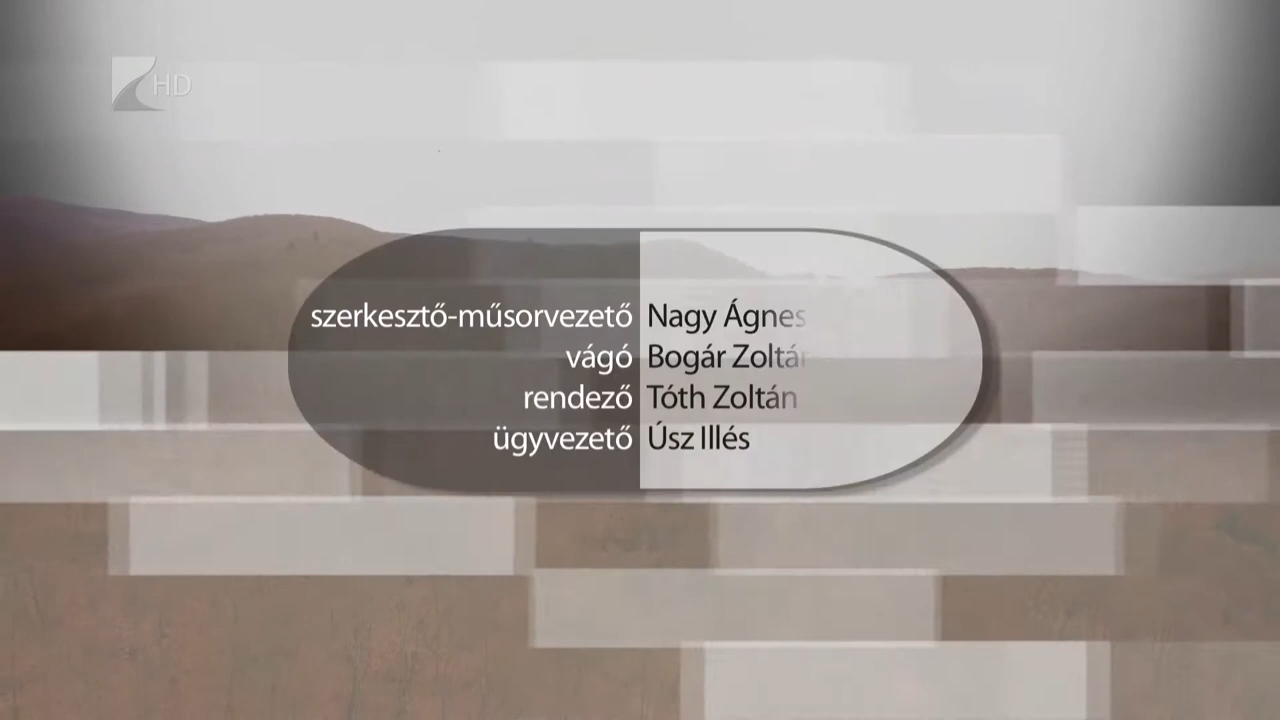 HD
szerkesztő-műsorvezető Nagy Ágnes
vágó Bogár Zoltán
rendező Tóth Zoltán
ügyvezető Úsz Illés